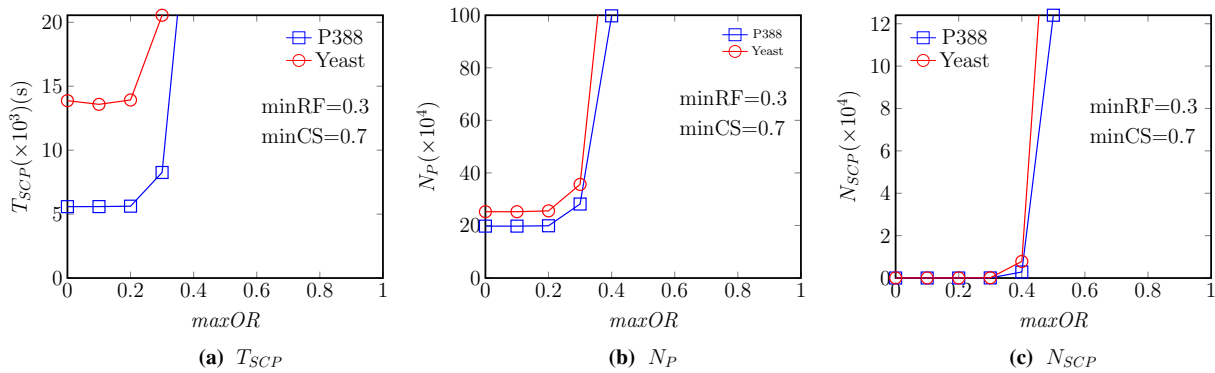 20
15
10
5
0
T_SCP(×10³)(s)
P388
Yeast
minRF=0.3
minCS=0.7
0 0.2 0.4 0.6 0.8 1
maxOR
(a) T_SCP
100
80
60
40
20
0
N_P(×10⁴)
P388
Yeast
minRF=0.3
minCS=0.7
0 0.2 0.4 0.6 0.8 1
maxOR
(b) N_P
12
10
8
6
4
2
0
N_SCP(×10⁴)
P388
Yeast
minRF=0.3
minCS=0.7
0 0.2 0.4 0.6 0.8 1
maxOR
(c) N_SCP